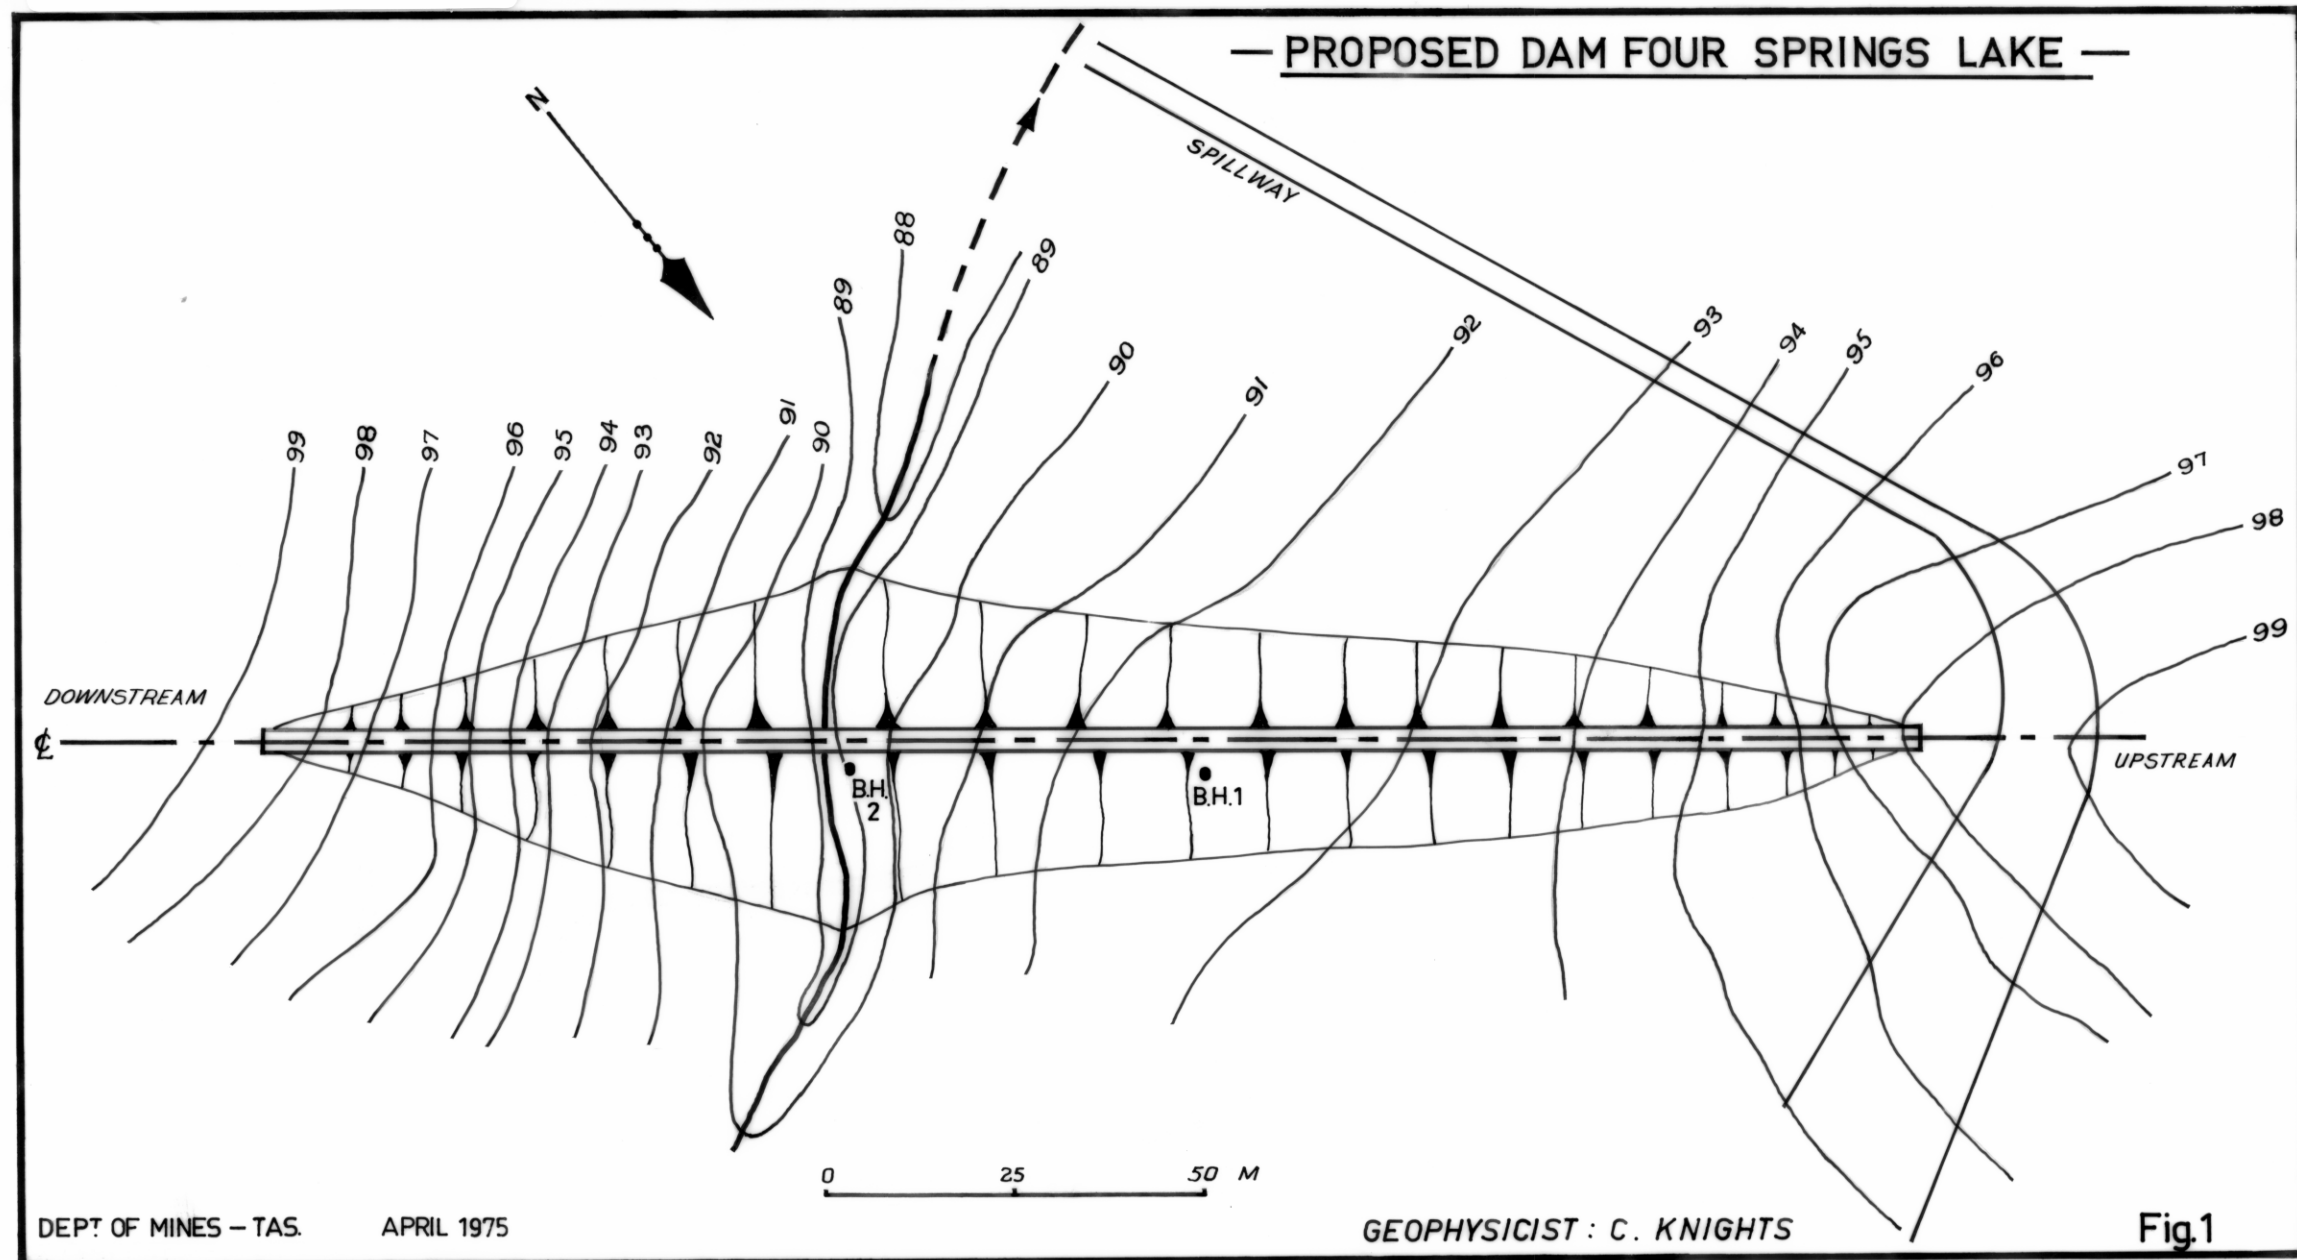 — PROPOSED DAM FOUR SPRINGS LAKE —
N
SPILLWAY
88
89
89
90
91
92
93
94
95
96
97
98
99
99
98
97
96
95
94
93
92
91
90
DOWNSTREAM
℄
UPSTREAM
B.H.
2
B.H.1
0 25 50 M
DEPT OF MINES – TAS. APRIL 1975
GEOPHYSICIST : C. KNIGHTS
Fig.1